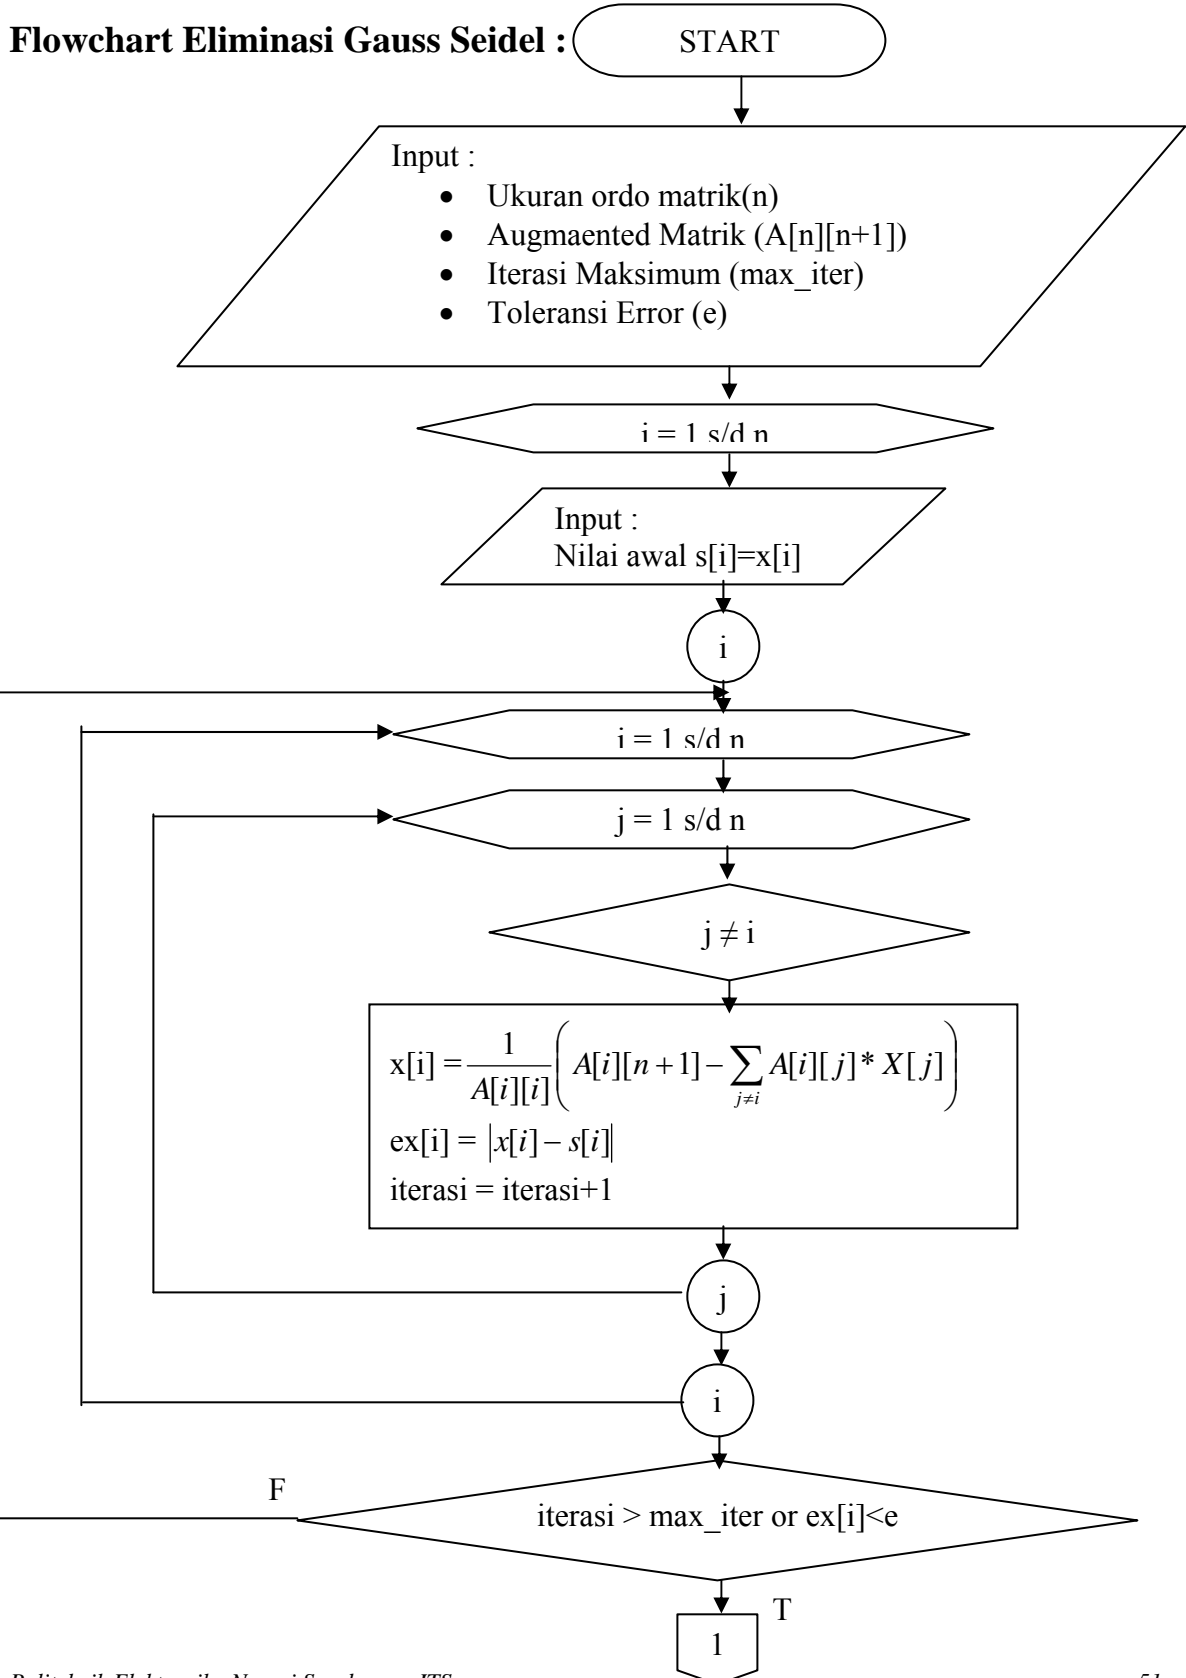 Flowchart Eliminasi Gauss Seidel :
START
Input :
• Ukuran ordo matrik(n)
• Augmaented Matrik (A[n][n+1])
• Iterasi Maksimum (max_iter)
• Toleransi Error (e)
i = 1 s/d n
Input :
Nilai awal s[i]=x[i]
i
i = 1 s/d n
j = 1 s/d n
j ≠ i
x[i] = \frac{1}{A[i][i]} ( A[i][n+1] − ∑_{j≠i} A[i][j] * X[j] )
ex[i] = |x[i] − s[i]|
iterasi = iterasi+1
j
i
F
iterasi > max_iter or ex[i]<e
T
1